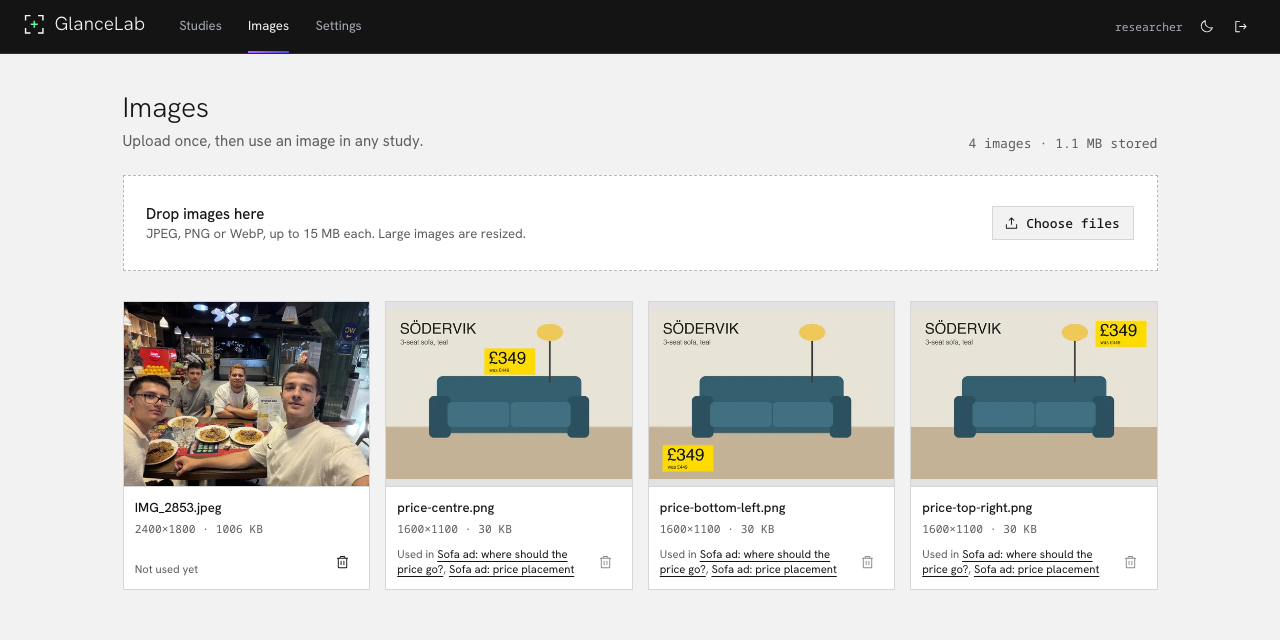 GlanceLab
Studies
Images
Settings
researcher
Images
Upload once, then use an image in any study.
4 images · 1.1 MB stored
Drop images here
JPEG, PNG or WebP, up to 15 MB each. Large images are resized.
Choose files
SÖDERVIK
3-seat sofa, teal
£349
was £449
SÖDERVIK
3-seat sofa, teal
£349
was £449
SÖDERVIK
3-seat sofa, teal
£349
was £449
IMG_2853.jpeg
2400×1800 · 1006 KB
Not used yet
price-centre.png
1600×1100 · 30 KB
Used in Sofa ad: where should the
price go?, Sofa ad: price placement
price-bottom-left.png
1600×1100 · 30 KB
Used in Sofa ad: where should the
price go?, Sofa ad: price placement
price-top-right.png
1600×1100 · 30 KB
Used in Sofa ad: where should the
price go?, Sofa ad: price placement